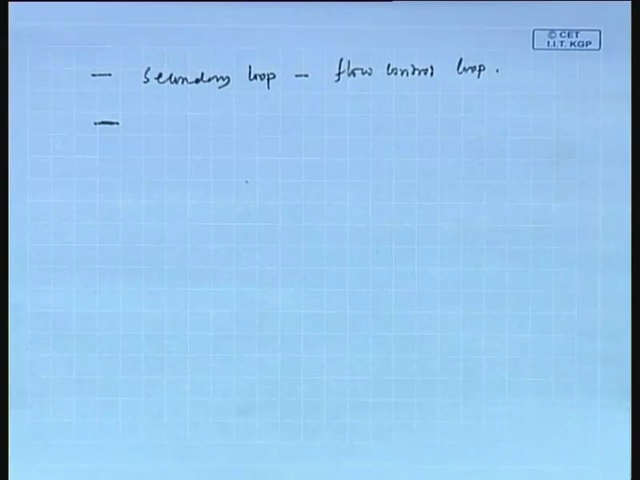 © CET
I.I.T. KGP
— Secondary loop — flow control loop.
—